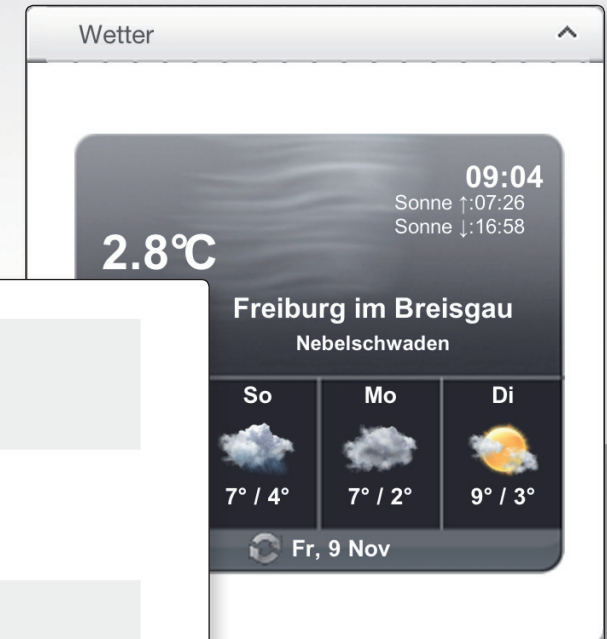 Wetter
09:04
Sonne ↑:07:26
Sonne ↓:16:58
2.8°C
Freiburg im Breisgau
Nebelschwaden
So Mo Di
7° / 4° 7° / 2° 9° / 3°
Fr, 9 Nov